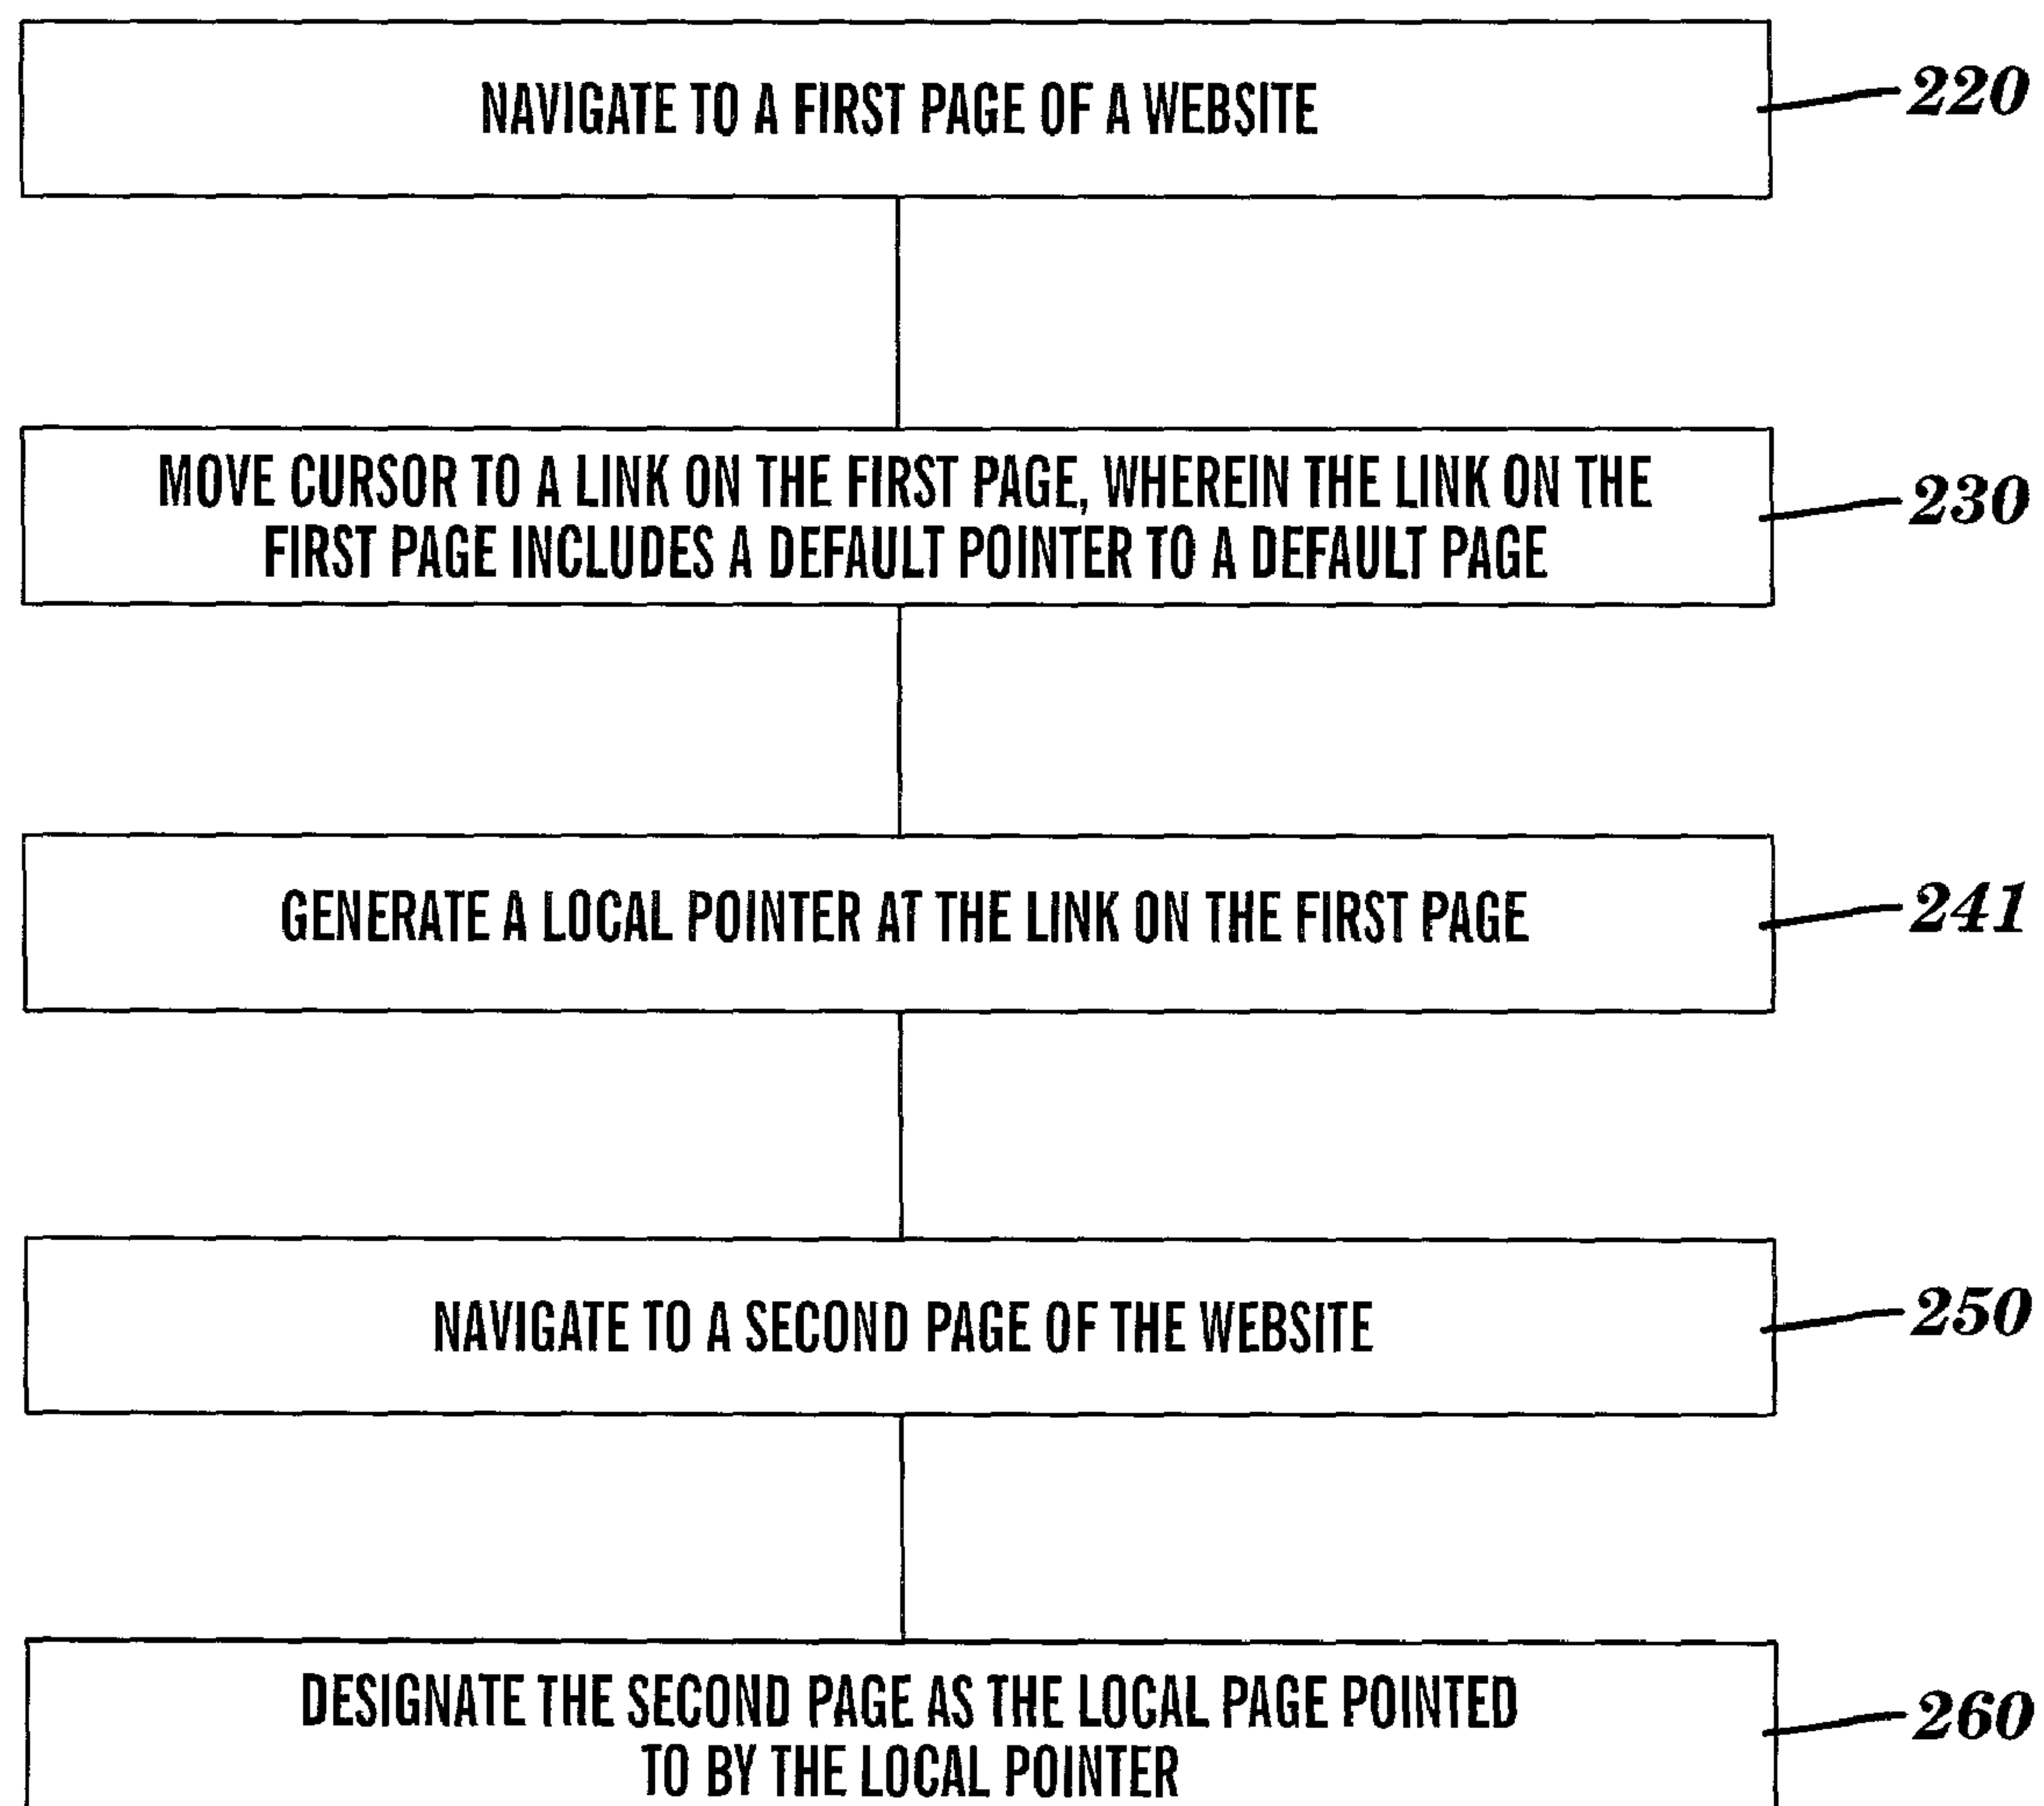 NAVIGATE TO A FIRST PAGE OF A WEBSITE
220
MOVE CURSOR TO A LINK ON THE FIRST PAGE, WHEREIN THE LINK ON THE
FIRST PAGE INCLUDES A DEFAULT POINTER TO A DEFAULT PAGE
230
GENERATE A LOCAL POINTER AT THE LINK ON THE FIRST PAGE
241
NAVIGATE TO A SECOND PAGE OF THE WEBSITE
250
DESIGNATE THE SECOND PAGE AS THE LOCAL PAGE POINTED
TO BY THE LOCAL POINTER
260